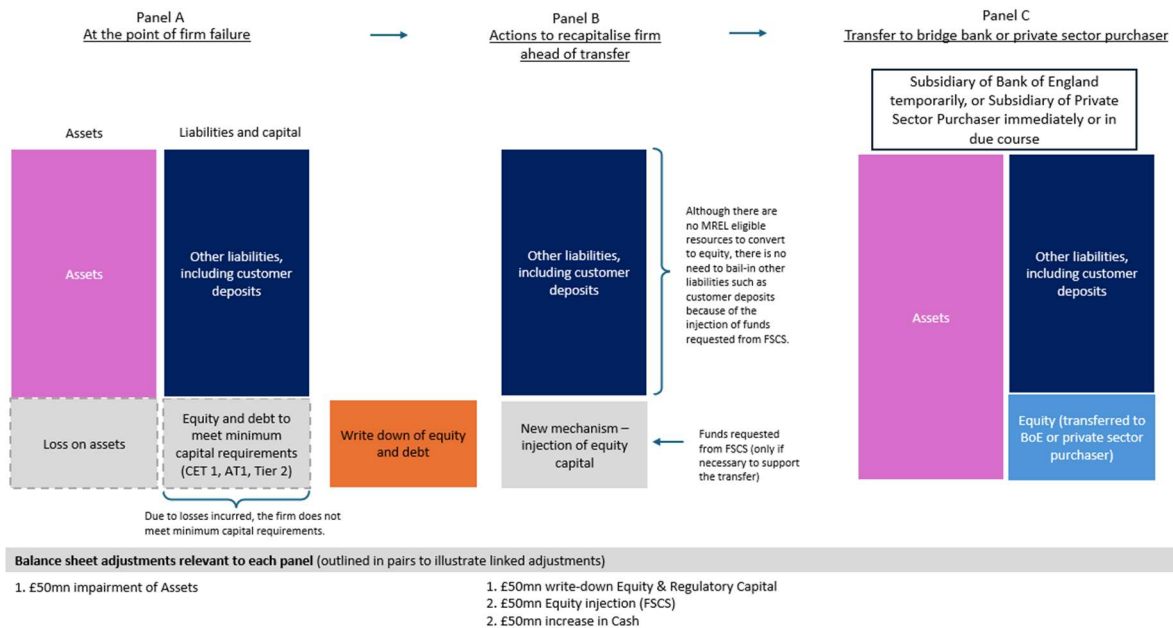 Panel A
At the point of firm failure
Panel B
Actions to recapitalise firm
ahead of transfer
Panel C
Transfer to bridge bank or private sector purchaser
Subsidiary of Bank of England
temporarily, or Subsidiary of Private
Sector Purchaser immediately or in
due course
Assets
Liabilities and capital
Assets
Other liabilities,
including customer
deposits
Loss on assets
Equity and debt to
meet minimum
capital requirements
(CET 1, AT1, Tier 2)
Due to losses incurred, the firm does not
meet minimum capital requirements.
Write down of equity
and debt
Other liabilities,
including customer
deposits
New mechanism –
injection of equity
capital
Although there are
no MREL eligible
resources to convert
to equity, there is no
need to bail-in other
liabilities such as
customer deposits
because of the
injection of funds
requested from FSCS.
Funds requested
from FSCS (only if
necessary to support
the transfer)
Assets
Other liabilities,
including customer
deposits
Equity (transferred to
BoE or private sector
purchaser)
Balance sheet adjustments relevant to each panel (outlined in pairs to illustrate linked adjustments)
1. £50mn impairment of Assets
1. £50mn write-down Equity & Regulatory Capital
2. £50mn Equity injection (FSCS)
2. £50mn increase in Cash